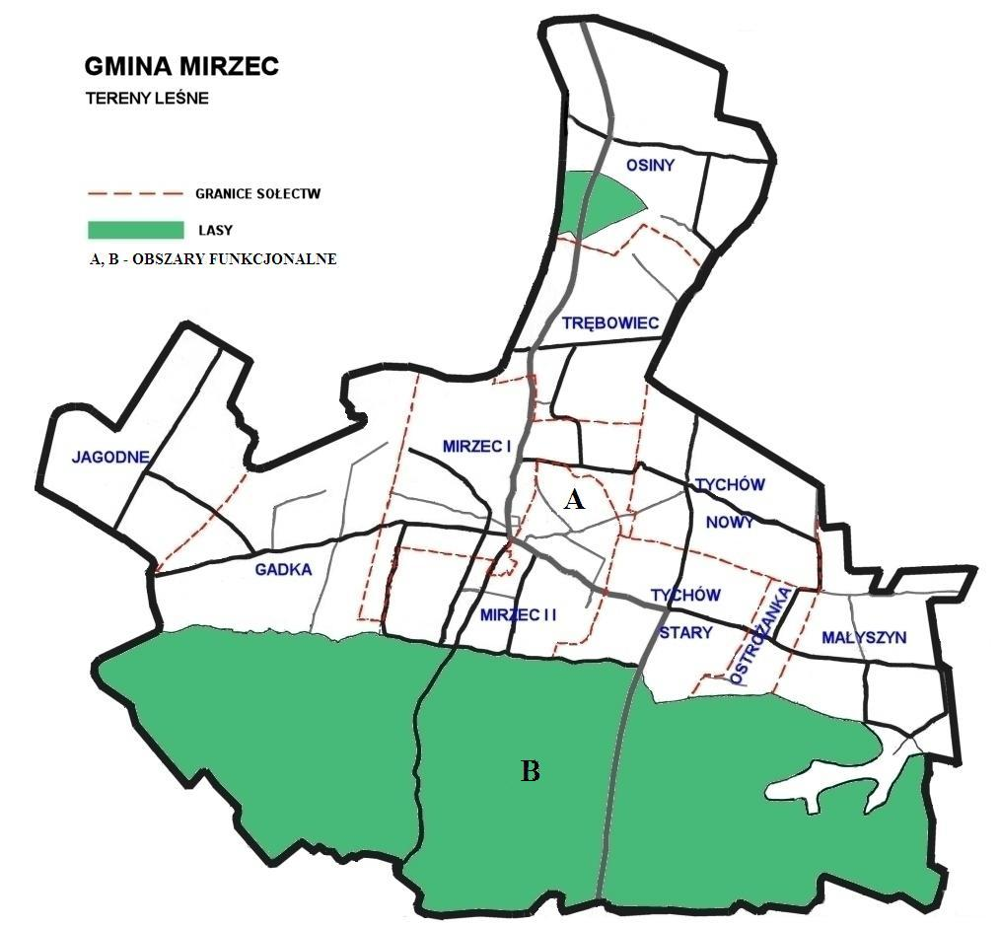 GMINA MIRZEC
TERENY LEŚNE
GRANICE SOŁECTW
LASY
A, B - OBSZARY FUNKCJONALNE
OSINY
TRĘBOWIEC
JAGODNE
MIRZEC I
A
TYCHÓW
NOWY
GADKA
MIRZEC II
TYCHÓW
STARY
OSTROŻANKA
MAŁYSZYN
B